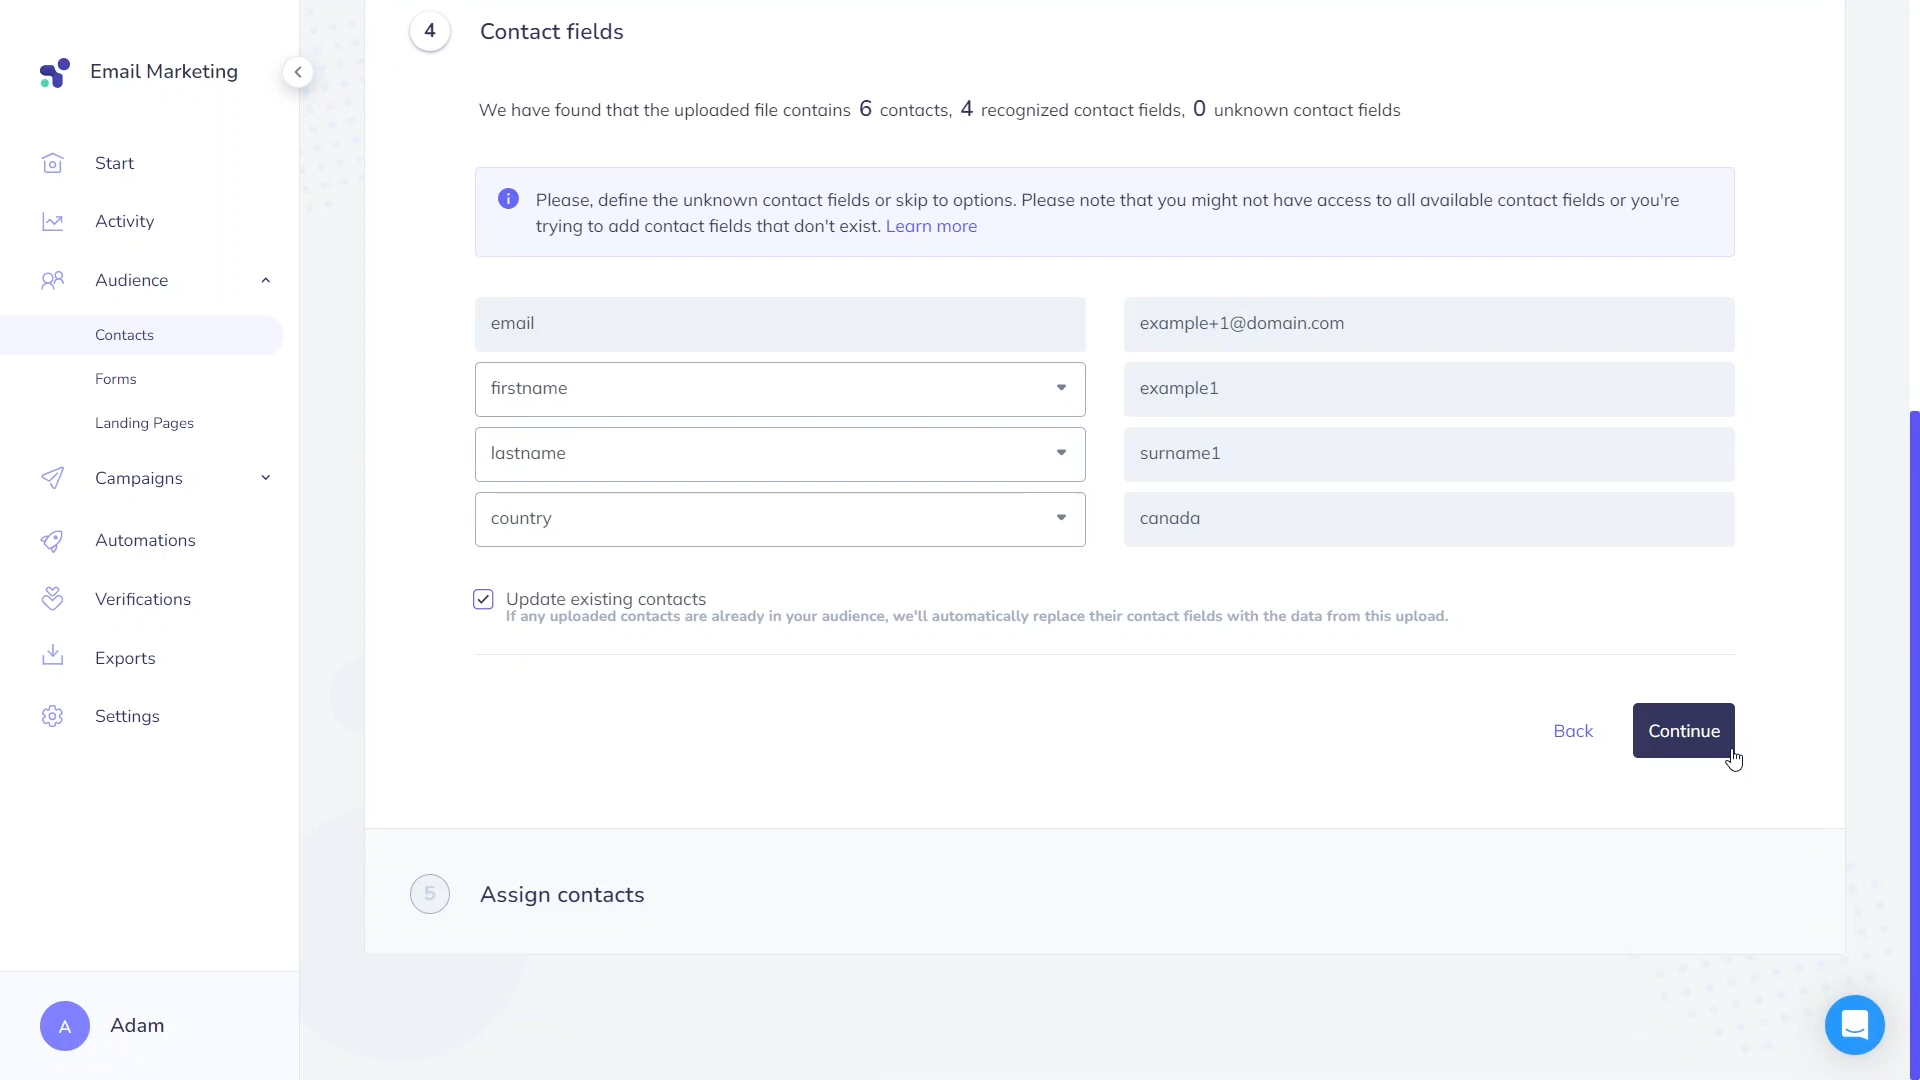 Email Marketing
Start
Activity
Audience
Contacts
Forms
Landing Pages
Campaigns
Automations
Verifications
Exports
Settings
A
Adam
4
Contact fields
We have found that the uploaded file contains 6 contacts, 4 recognized contact fields, 0 unknown contact fields
Please, define the unknown contact fields or skip to options. Please note that you might not have access to all available contact fields or you're
trying to add contact fields that don't exist. Learn more
email
example+1@domain.com
firstname
example1
lastname
surname1
country
canada
Update existing contacts
If any uploaded contacts are already in your audience, we'll automatically replace their contact fields with the data from this upload.
Back
Continue
5
Assign contacts